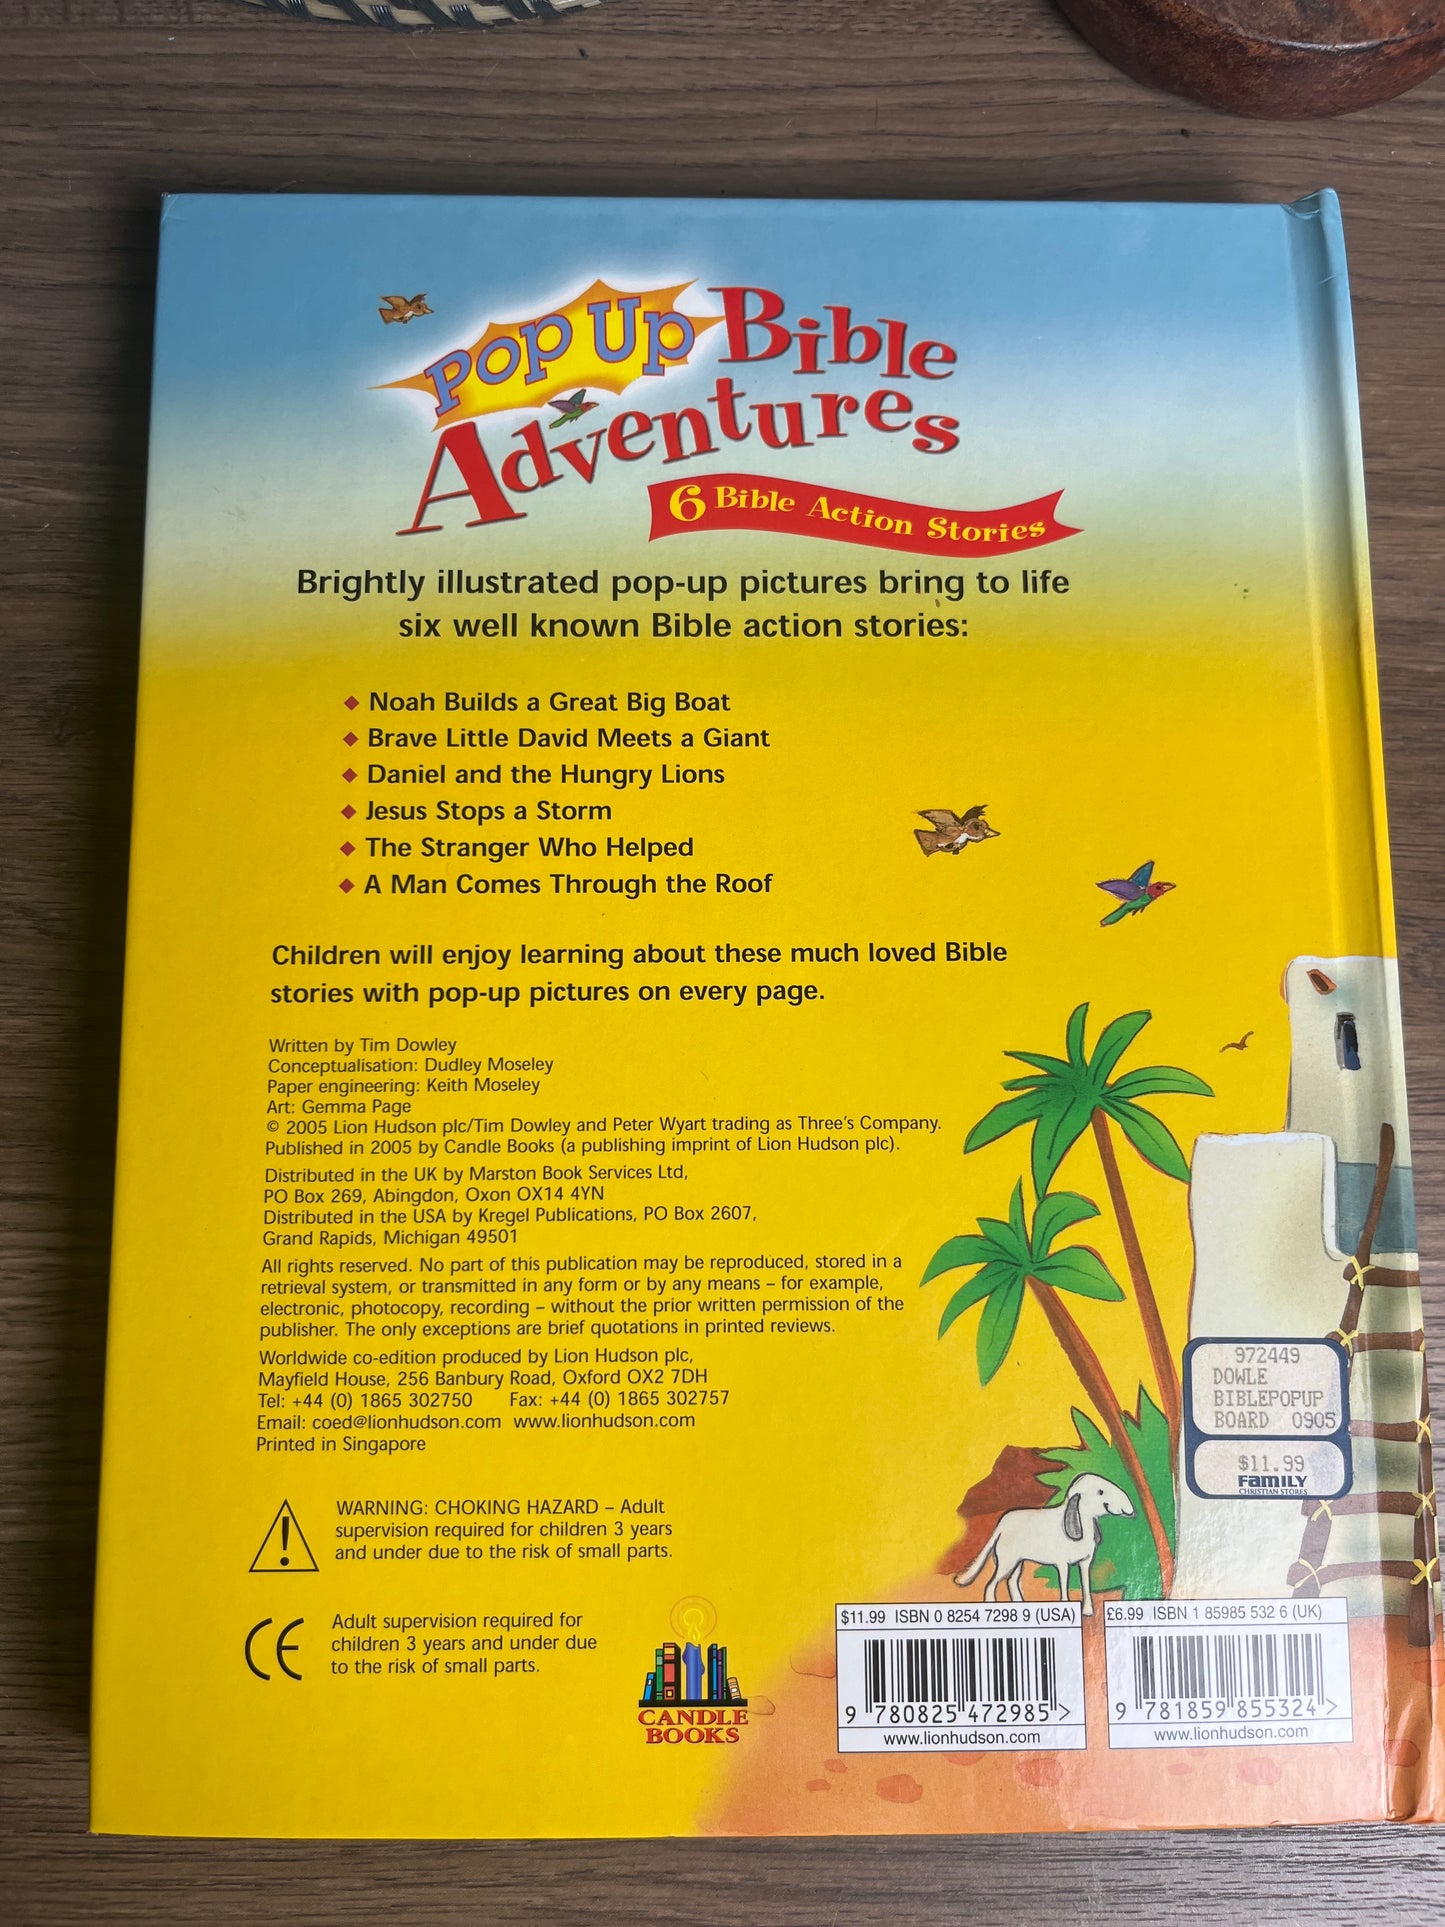 Pop Up Bible
Adventures
6 Bible Action Stories
Brightly illustrated pop-up pictures bring to life
six well known Bible action stories:
◆ Noah Builds a Great Big Boat
◆ Brave Little David Meets a Giant
◆ Daniel and the Hungry Lions
◆ Jesus Stops a Storm
◆ The Stranger Who Helped
◆ A Man Comes Through the Roof
Children will enjoy learning about these much loved Bible
stories with pop-up pictures on every page.
Written by Tim Dowley
Conceptualisation: Dudley Moseley
Paper engineering: Keith Moseley
Art: Gemma Page
© 2005 Lion Hudson plc/Tim Dowley and Peter Wyart trading as Three's Company.
Published in 2005 by Candle Books (a publishing imprint of Lion Hudson plc).
Distributed in the UK by Marston Book Services Ltd,
PO Box 269, Abingdon, Oxon OX14 4YN
Distributed in the USA by Kregel Publications, PO Box 2607,
Grand Rapids, Michigan 49501
All rights reserved. No part of this publication may be reproduced, stored in a
retrieval system, or transmitted in any form or by any means – for example,
electronic, photocopy, recording – without the prior written permission of the
publisher. The only exceptions are brief quotations in printed reviews.
Worldwide co-edition produced by Lion Hudson plc,
Mayfield House, 256 Banbury Road, Oxford OX2 7DH
Tel: +44 (0) 1865 302750 Fax: +44 (0) 1865 302757
Email: coed@lionhudson.com www.lionhudson.com
Printed in Singapore
972449
DOWLE
BIBLEPOPUP
BOARD 0905
$11.99
FAMILY
CHRISTIAN STORES
WARNING: CHOKING HAZARD – Adult
supervision required for children 3 years
and under due to the risk of small parts.
CE
Adult supervision required for
children 3 years and under due
to the risk of small parts.
CANDLE
BOOKS
$11.99 ISBN 0 8254 7298 9 (USA)
9 780825 472985 >
www.lionhudson.com
£6.99 ISBN 1 85985 532 6 (UK)
9 781859 855324 >
www.lionhudson.com